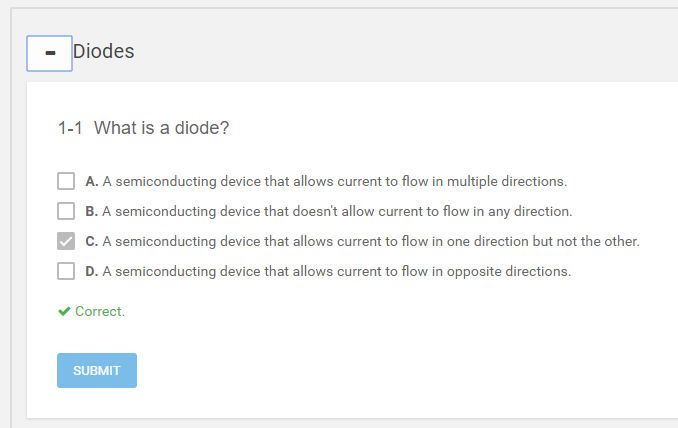 Diodes
1-1 What is a diode?
A. A semiconducting device that allows current to flow in multiple directions.
B. A semiconducting device that doesn't allow current to flow in any direction.
C. A semiconducting device that allows current to flow in one direction but not the other.
D. A semiconducting device that allows current to flow in opposite directions.
Correct.
SUBMIT